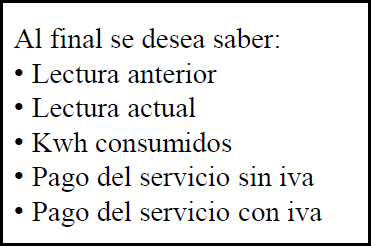 Al final se desea saber:
• Lectura anterior
• Lectura actual
• Kwh consumidos
• Pago del servicio sin iva
• Pago del servicio con iva